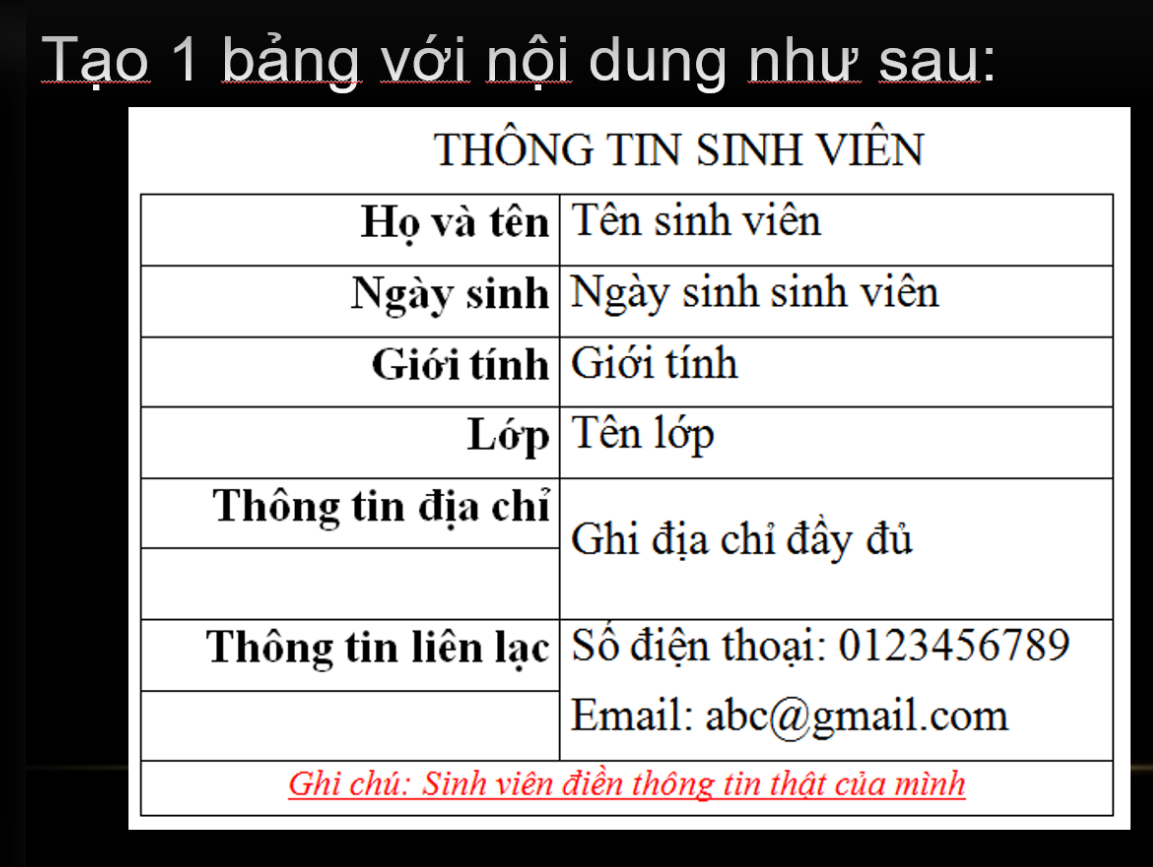 Tạo 1 bảng với nội dung như sau:
THÔNG TIN SINH VIÊN
Họ và tên Tên sinh viên
Ngày sinh Ngày sinh sinh viên
Giới tính Giới tính
Lớp Tên lớp
Thông tin địa chỉ
Ghi địa chỉ đầy đủ
Thông tin liên lạc Số điện thoại: 0123456789
Email: abc@gmail.com
Ghi chú: Sinh viên điền thông tin thật của mình